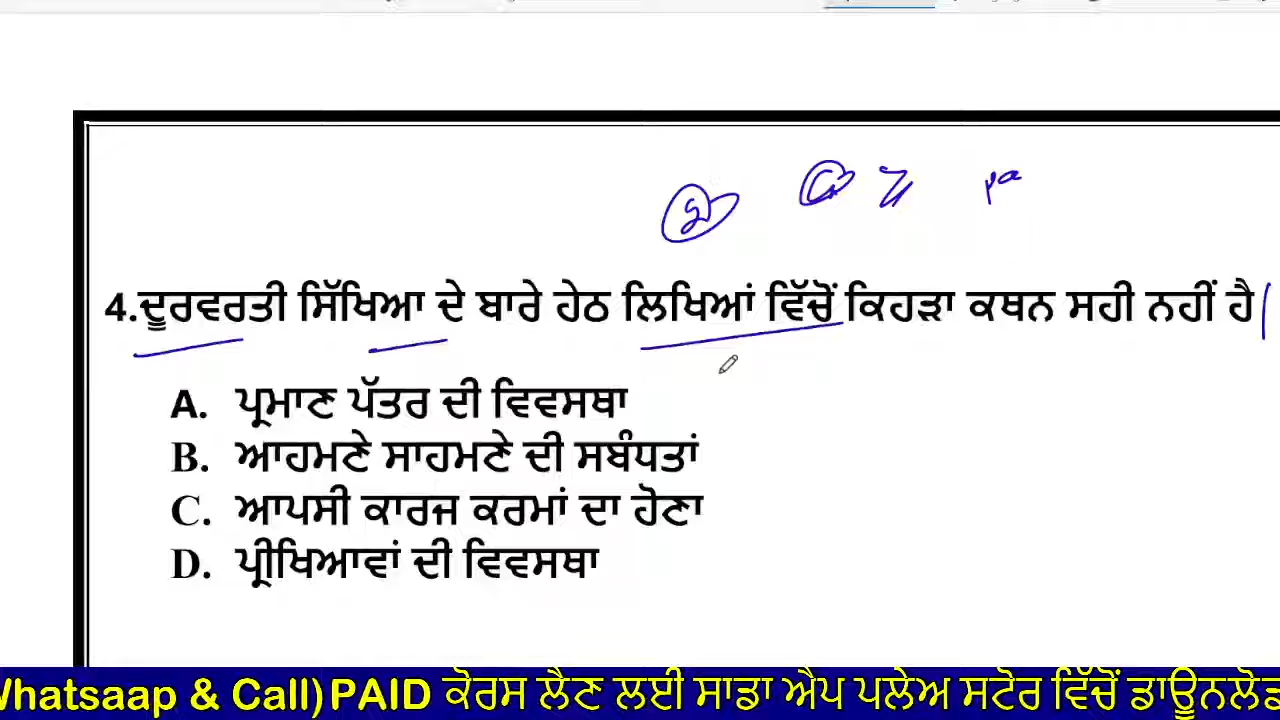 4.ਦੂਰਵਰਤੀ ਸਿੱਖਿਆ ਦੇ ਬਾਰੇ ਹੇਠ ਲਿਖਿਆਂ ਵਿੱਚੋਂ ਕਿਹੜਾ ਕਥਨ ਸਹੀ ਨਹੀਂ ਹੈ
A. ਪ੍ਰਮਾਣ ਪੱਤਰ ਦੀ ਵਿਵਸਥਾ
B. ਆਹਮਣੇ ਸਾਹਮਣੇ ਦੀ ਸਬੰਧਤਾਂ
C. ਆਪਸੀ ਕਾਰਜ ਕਰਮਾਂ ਦਾ ਹੋਣਾ
D. ਪ੍ਰੀਖਿਆਵਾਂ ਦੀ ਵਿਵਸਥਾ
Whatsaap & Call) PAID ਕੋਰਸ ਲੈਣ ਲਈ ਸਾਡਾ ਐਪ ਪਲੇਅ ਸਟੋਰ ਵਿੱਚੋਂ ਡਾਊਨਲੋਡ